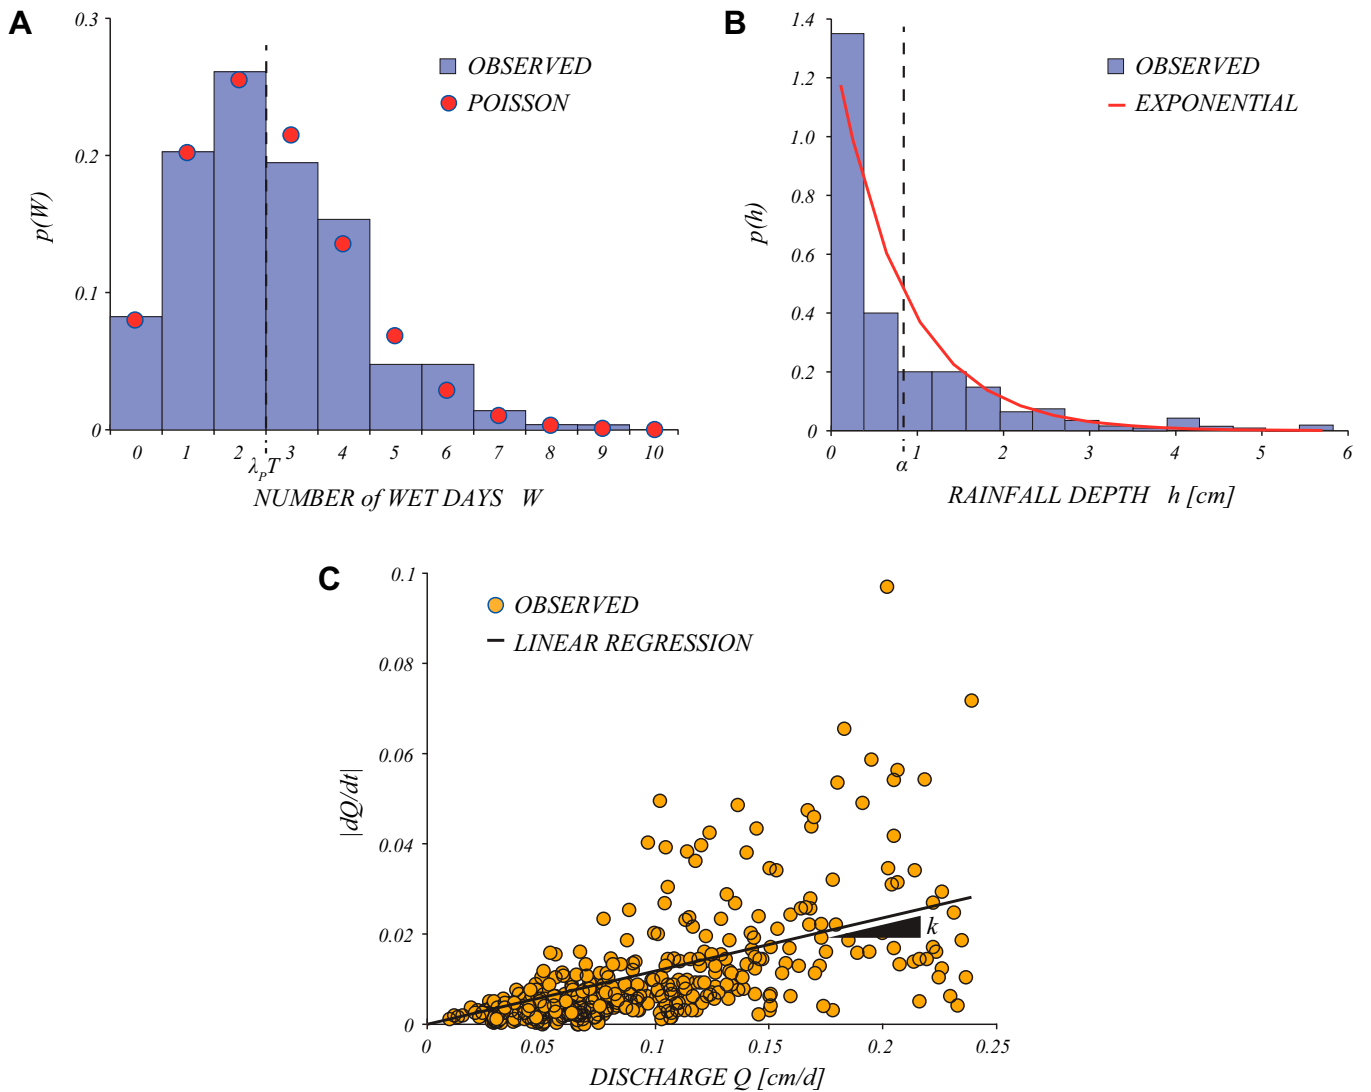 A
0.3
0.2
0.1
0
p(W)
OBSERVED
POISSON
0 1 2 3 4 5 6 7 8 9 10
λPT
NUMBER of WET DAYS W
B
1.4
1.2
1.0
0.8
0.6
0.4
0.2
0
p(h)
OBSERVED
EXPONENTIAL
0 1 2 3 4 5 6
α
RAINFALL DEPTH h [cm]
C
0.1
0.08
0.06
0.04
0.02
0
|dQ/dt|
OBSERVED
LINEAR REGRESSION
k
0 0.05 0.1 0.15 0.2 0.25
DISCHARGE Q [cm/d]